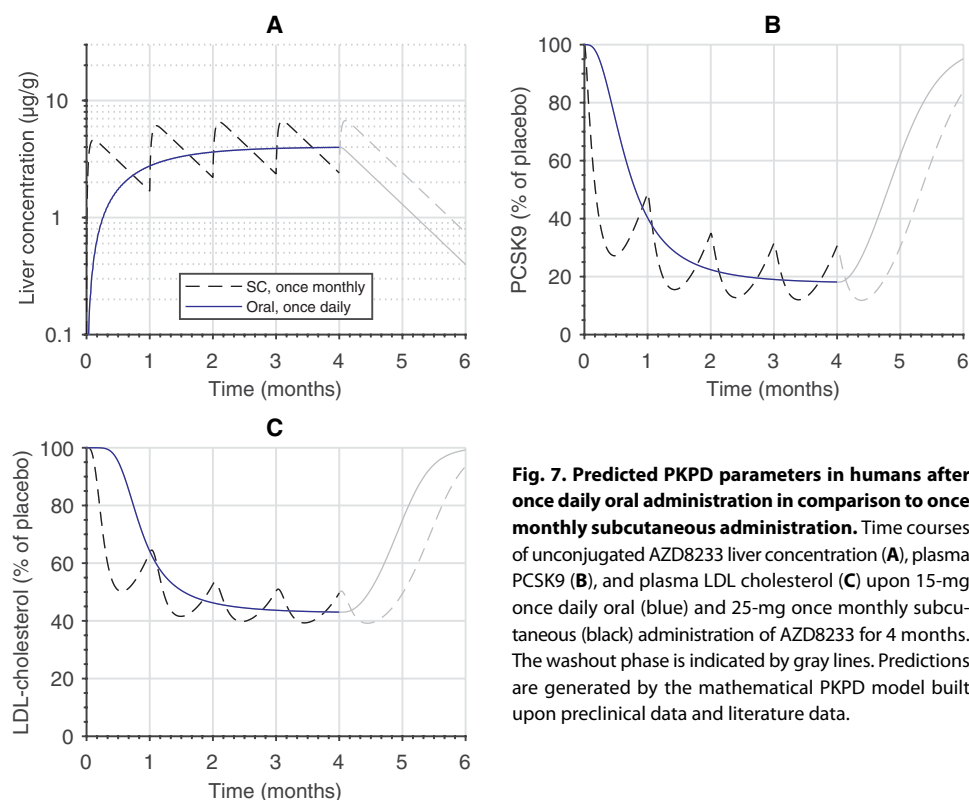 A
Liver concentration (µg/g)
10
1
0.1
SC, once monthly
Oral, once daily
0 1 2 3 4 5 6
Time (months)
B
PCSK9 (% of placebo)
100
80
60
40
20
0
0 1 2 3 4 5 6
Time (months)
C
LDL-cholesterol (% of placebo)
100
80
60
40
20
0
0 1 2 3 4 5 6
Time (months)
Fig. 7. Predicted PKPD parameters in humans after
once daily oral administration in comparison to once
monthly subcutaneous administration. Time courses
of unconjugated AZD8233 liver concentration (A), plasma
PCSK9 (B), and plasma LDL cholesterol (C) upon 15-mg
once daily oral (blue) and 25-mg once monthly subcu-
taneous (black) administration of AZD8233 for 4 months.
The washout phase is indicated by gray lines. Predictions
are generated by the mathematical PKPD model built
upon preclinical data and literature data.